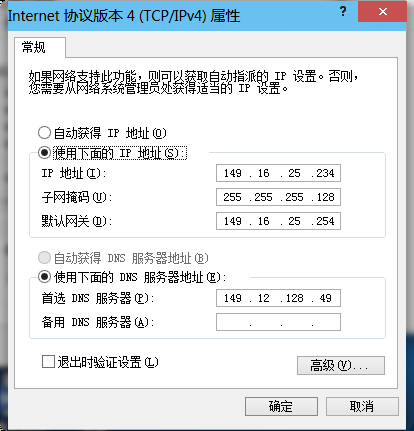 Internet 协议版本 4 (TCP/IPv4) 属性
常规
如果网络支持此功能，则可以获取自动指派的 IP 设置。否则，
您需要从网络系统管理员处获得适当的 IP 设置。
自动获得 IP 地址(O)
使用下面的 IP 地址(S):
IP 地址(I): 149 . 16 . 25 .234
子网掩码(U): 255 .255 .255 .128
默认网关(D): 149 . 16 . 25 .254
自动获得 DNS 服务器地址(B)
使用下面的 DNS 服务器地址(E):
首选 DNS 服务器(P): 149 . 12 .128 . 49
备用 DNS 服务器(A): . . .
退出时验证设置(L)
高级(V)...
确定 取消